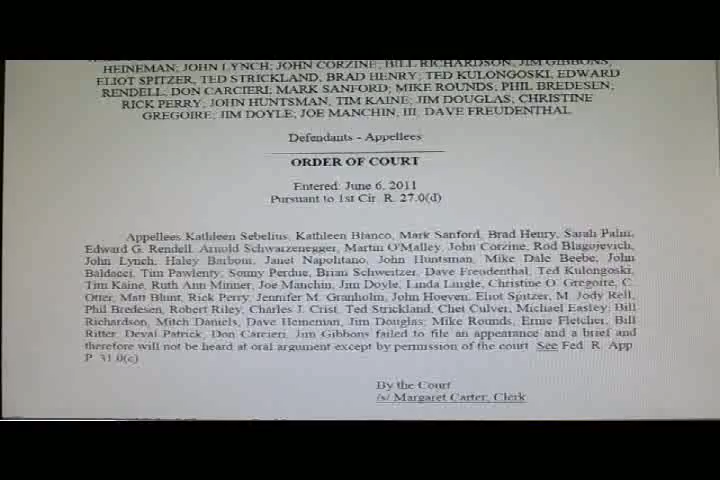 HEINEMAN; JOHN LYNCH; JOHN CORZINE; BILL RICHARDSON, JIM GIBBONS,
ELIOT SPITZER, TED STRICKLAND, BRAD HENRY; TED KULONGOSKI, EDWARD
RENDELL; DON CARCIERI; MARK SANFORD; MIKE ROUNDS; PHIL BREDESEN;
RICK PERRY; JOHN HUNTSMAN, TIM KAINE; JIM DOUGLAS; CHRISTINE
GREGOIRE; JIM DOYLE; JOE MANCHIN, III, DAVE FREUDENTHAL
Defendants - Appellees
ORDER OF COURT
Entered: June 6, 2011
Pursuant to 1st Cir. R. 27.0(d)
Appellees Kathleen Sebelius, Kathleen Blanco, Mark Sanford, Brad Henry, Sarah Palin,
Edward G. Rendell, Arnold Schwarzenegger, Martin O'Malley, John Corzine, Rod Blagojevich,
John Lynch, Haley Barbour, Janet Napolitano, John Huntsman, Mike Dale Beebe, John
Baldacci, Tim Pawlenty, Sonny Perdue, Brian Schweitzer, Dave Freudenthal, Ted Kulongoski,
Tim Kaine, Ruth Ann Minner, Joe Manchin, Jim Doyle, Linda Lingle, Christine O. Gregoire, C.
Otter, Matt Blunt, Rick Perry, Jennifer M. Granholm, John Hoeven, Eliot Spitzer, M. Jody Rell,
Phil Bredesen, Robert Riley, Charles J. Crist, Ted Strickland, Chet Culver, Michael Easley, Bill
Richardson, Mitch Daniels, Dave Heineman, Jim Douglas, Mike Rounds, Ernie Fletcher, Bill
Ritter, Deval Patrick, Don Carcieri, Jim Gibbons failed to file an appearance and a brief and
therefore will not be heard at oral argument except by permission of the court. See Fed. R. App.
P. 31.0(c)
By the Court
/s/ Margaret Carter, Clerk